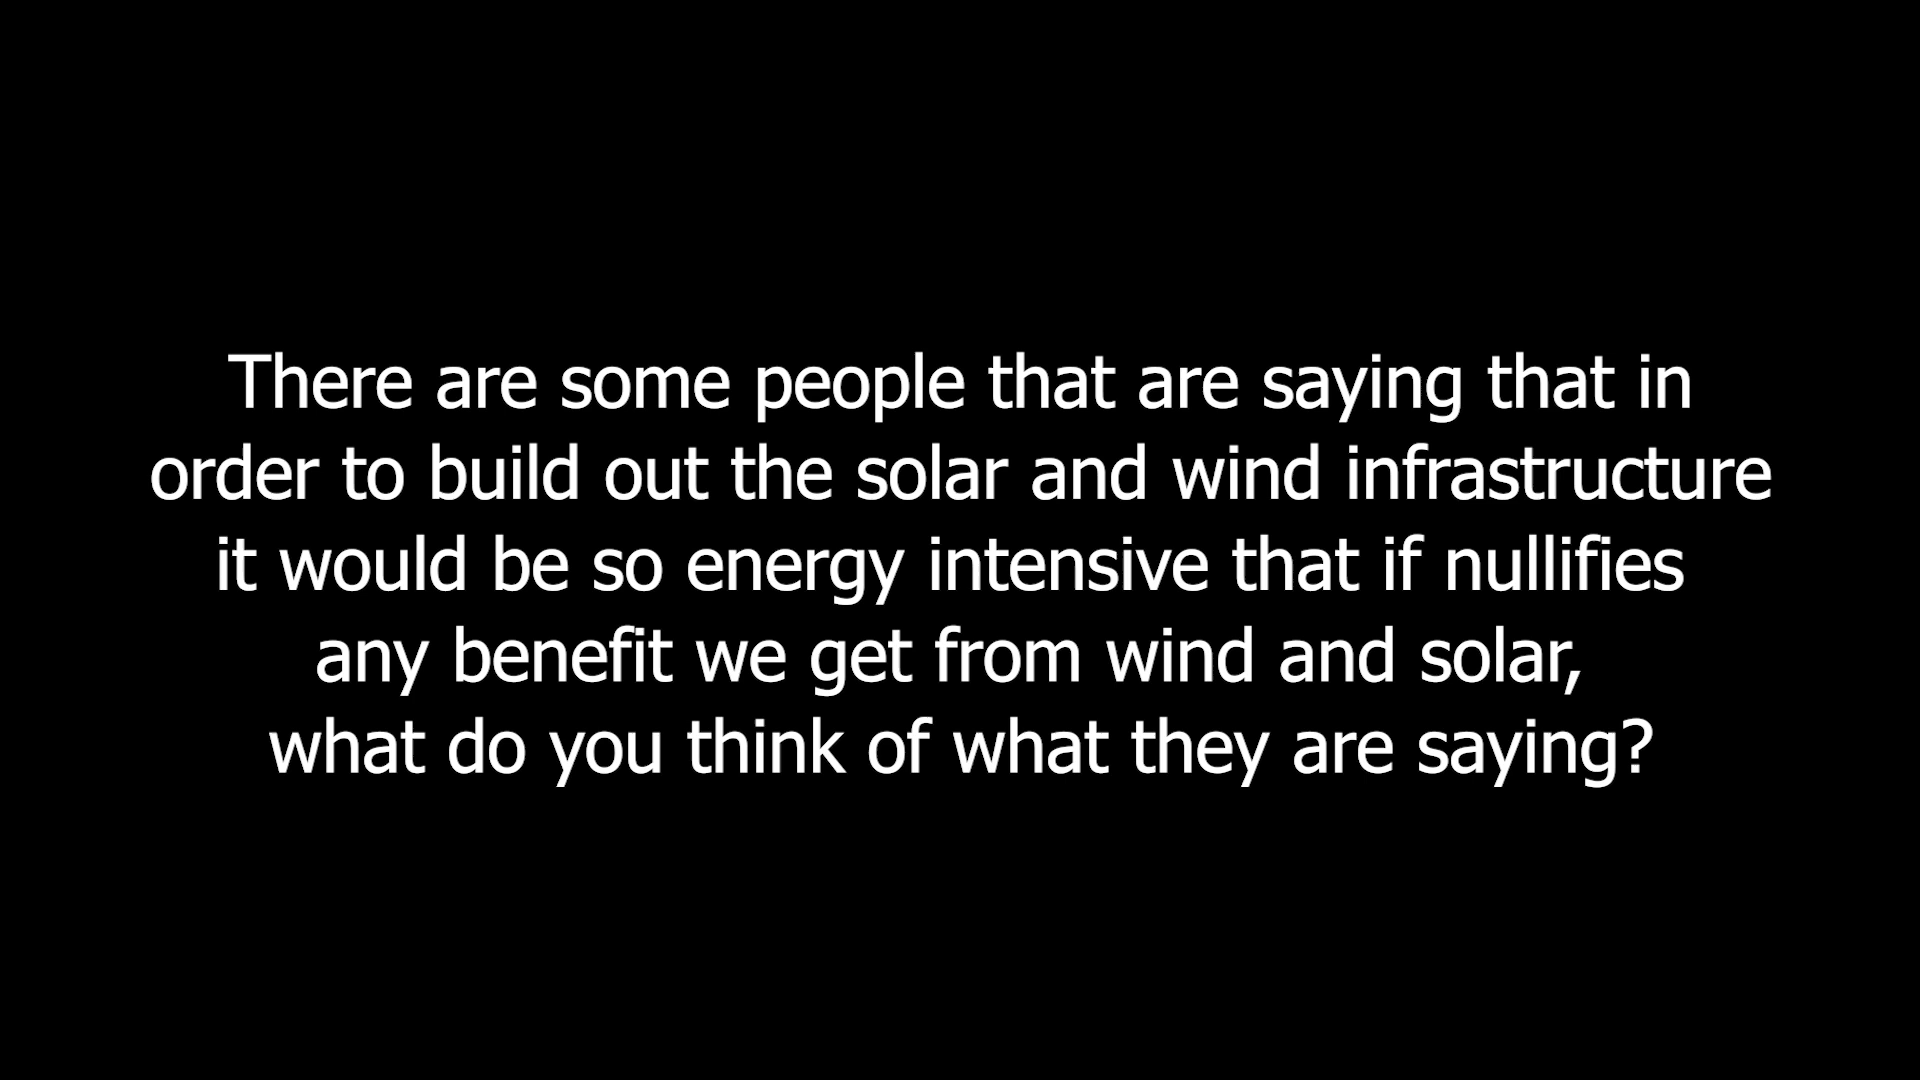 There are some people that are saying that in
order to build out the solar and wind infrastructure
it would be so energy intensive that if nullifies
any benefit we get from wind and solar,
what do you think of what they are saying?